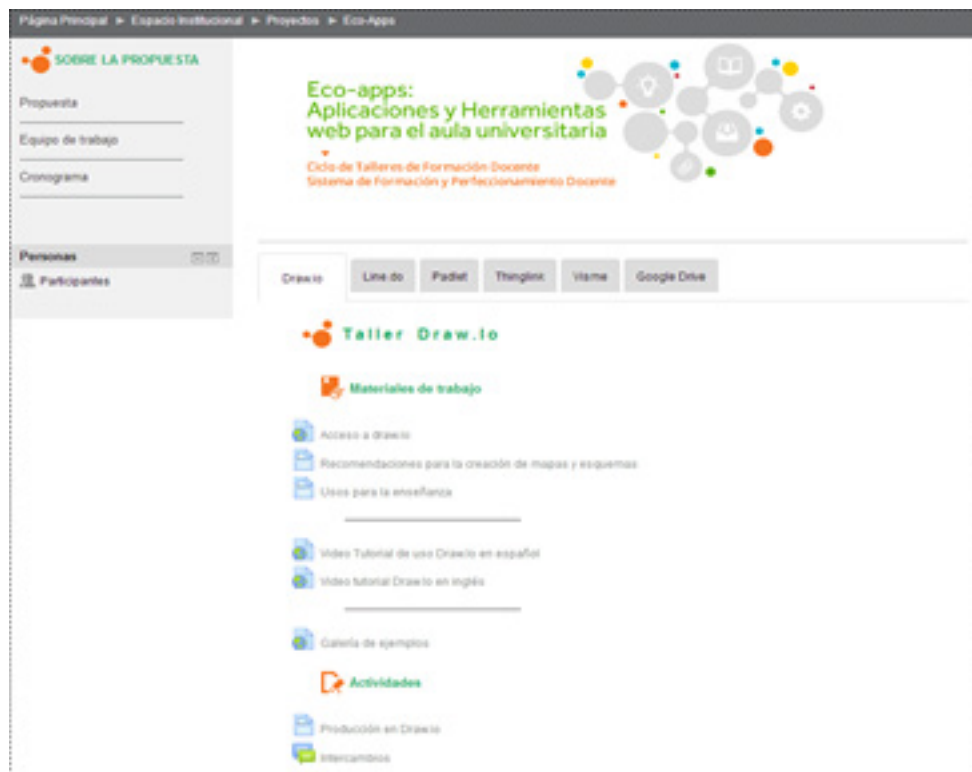 Página Principal ► Espacio Institucional ► Proyectos ► Eco-Apps
SOBRE LA PROPUESTA
Propuesta
Equipo de trabajo
Cronograma
Personas
Participantes
Eco-apps:
Aplicaciones y Herramientas
web para el aula universitaria
Ciclo de Talleres de Formación Docente
Sistema de Formación y Perfeccionamiento Docente
Draw.io Line.do Padlet Thinglink Visme Google Drive
Taller Draw.Io
Materiales de trabajo
Acceso a draw.io
Recomendaciones para la creación de mapas y esquemas
Usos para la enseñanza
Video Tutorial de uso Draw.io en español
Video tutorial Draw.io en inglés
Galería de ejemplos
Actividades
Producción en Draw.io
Intercambios